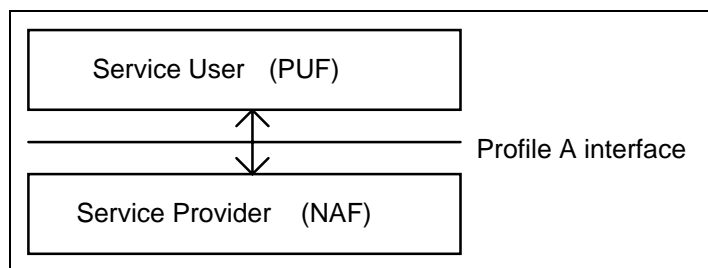 Service User (PUF)
Profile A interface
Service Provider (NAF)